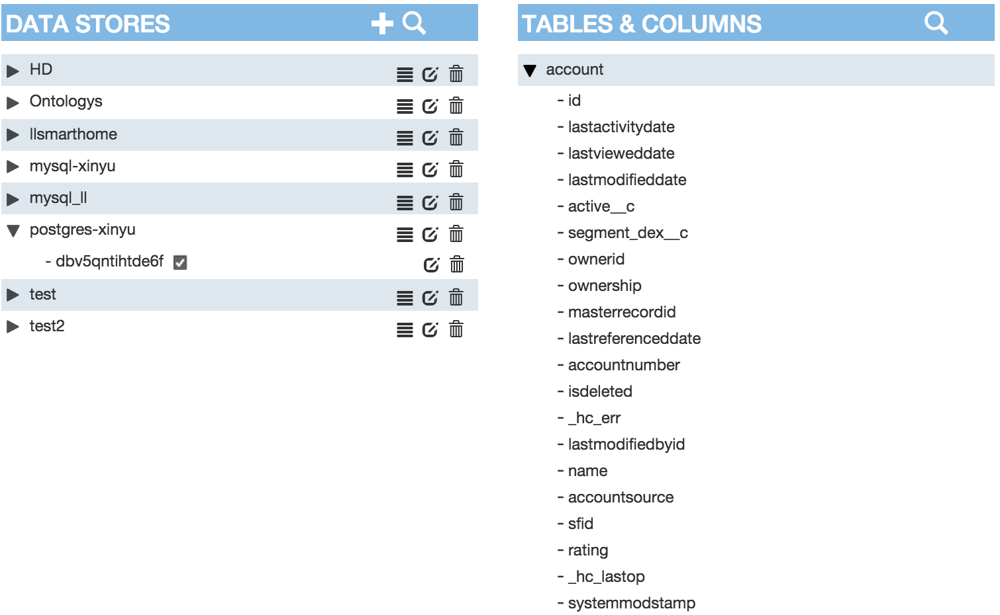 DATA STORES
HD
Ontologys
llsmarthome
mysql-xinyu
mysql_ll
postgres-xinyu
- dbv5qntihtde6f
test
test2
TABLES & COLUMNS
account
- id
- lastactivitydate
- lastvieweddate
- lastmodifieddate
- active__c
- segment_dex__c
- ownerid
- ownership
- masterrecordid
- lastreferenceddate
- accountnumber
- isdeleted
- _hc_err
- lastmodifiedbyid
- name
- accountsource
- sfid
- rating
- _hc_lastop
- systemmodstamp